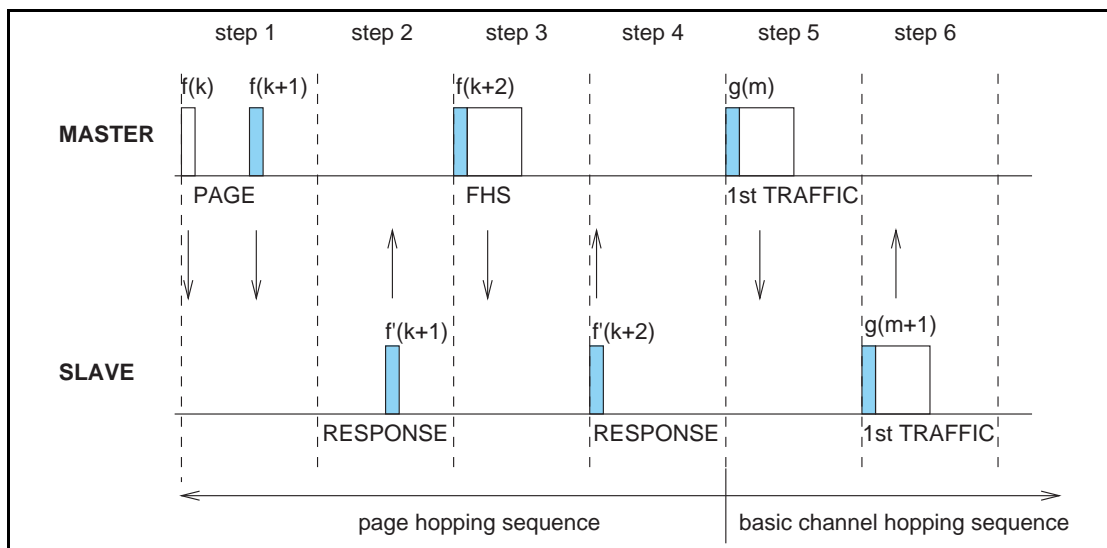 step 1 step 2 step 3 step 4 step 5 step 6
f(k) f(k+1) f(k+2) g(m)
MASTER
PAGE FHS 1st TRAFFIC
f'(k+1) f'(k+2) g(m+1)
SLAVE
RESPONSE RESPONSE 1st TRAFFIC
page hopping sequence basic channel hopping sequence